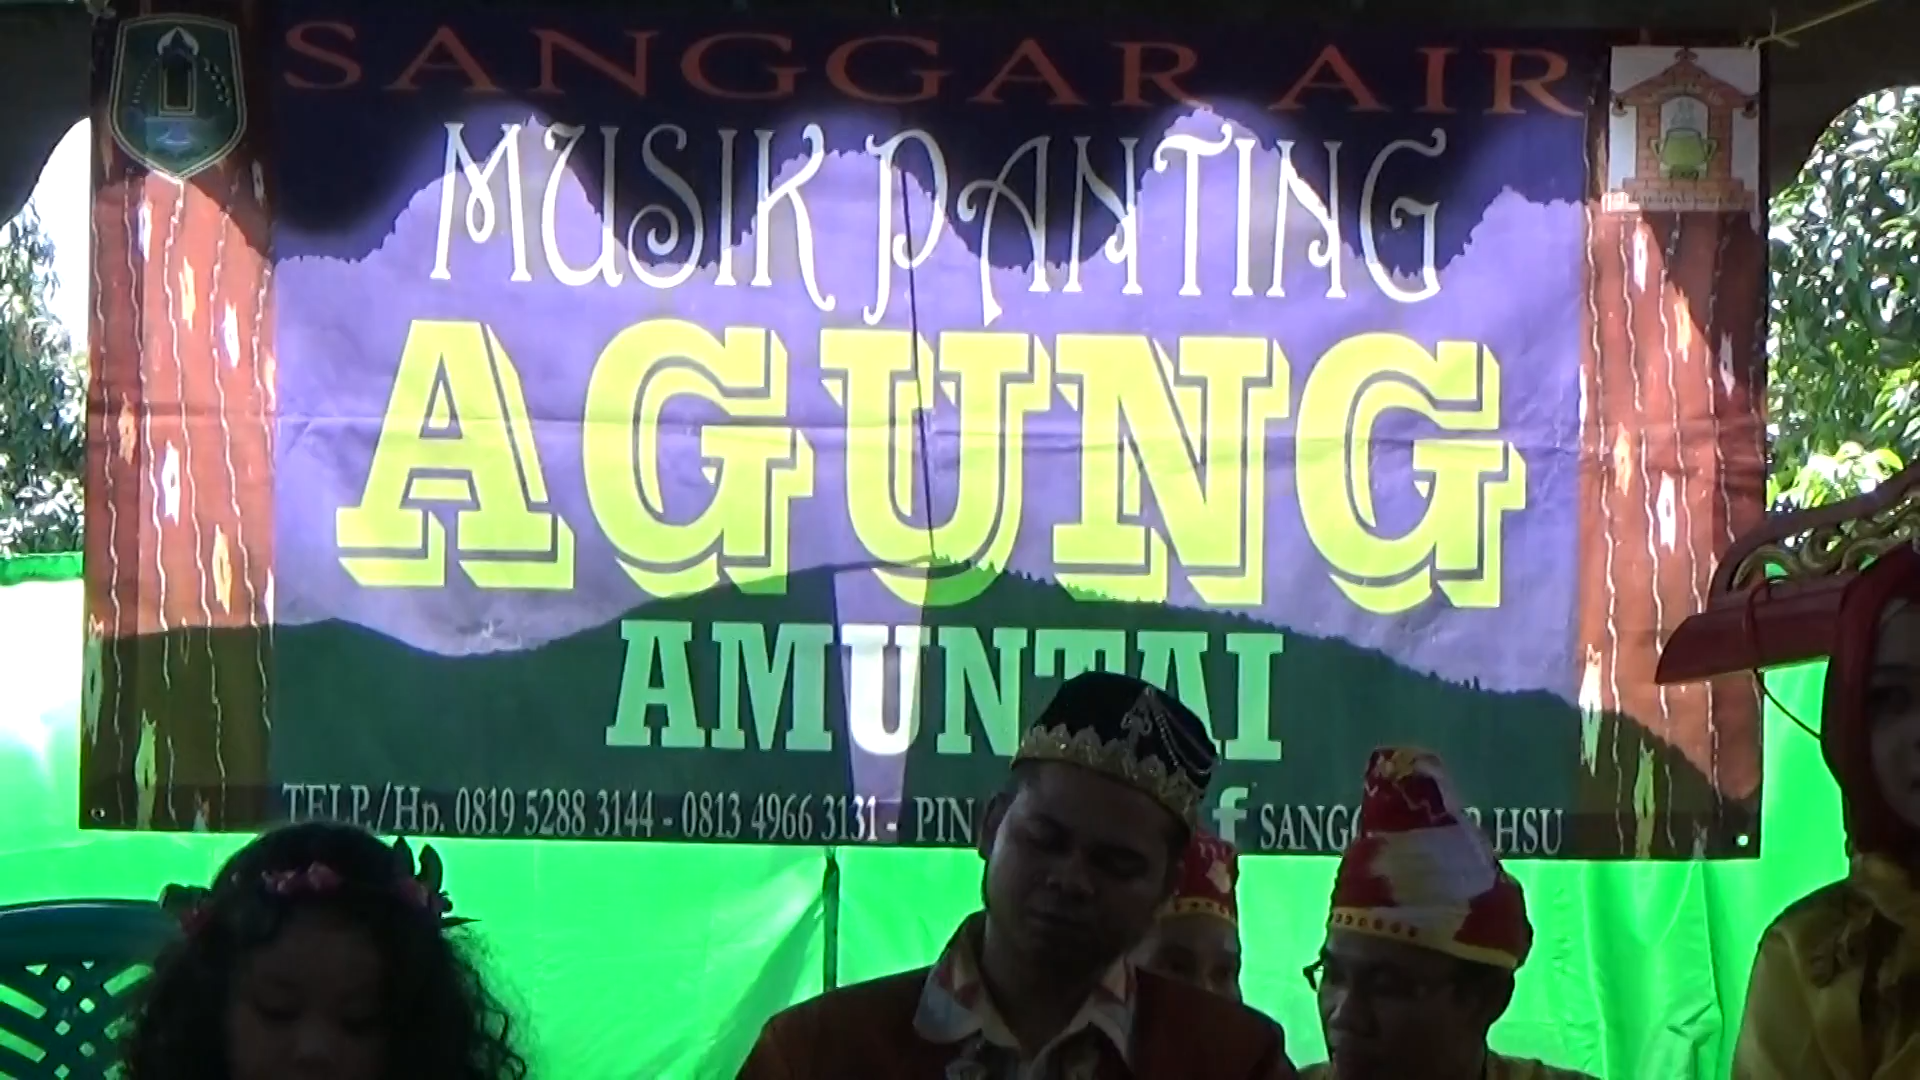 SANGGAR AIR
MUSIK PANTING
AGUNG
AMUNTAI
TELP./Hp. 0819 5288 3144 - 0813 4966 3131 - PIN f HSU